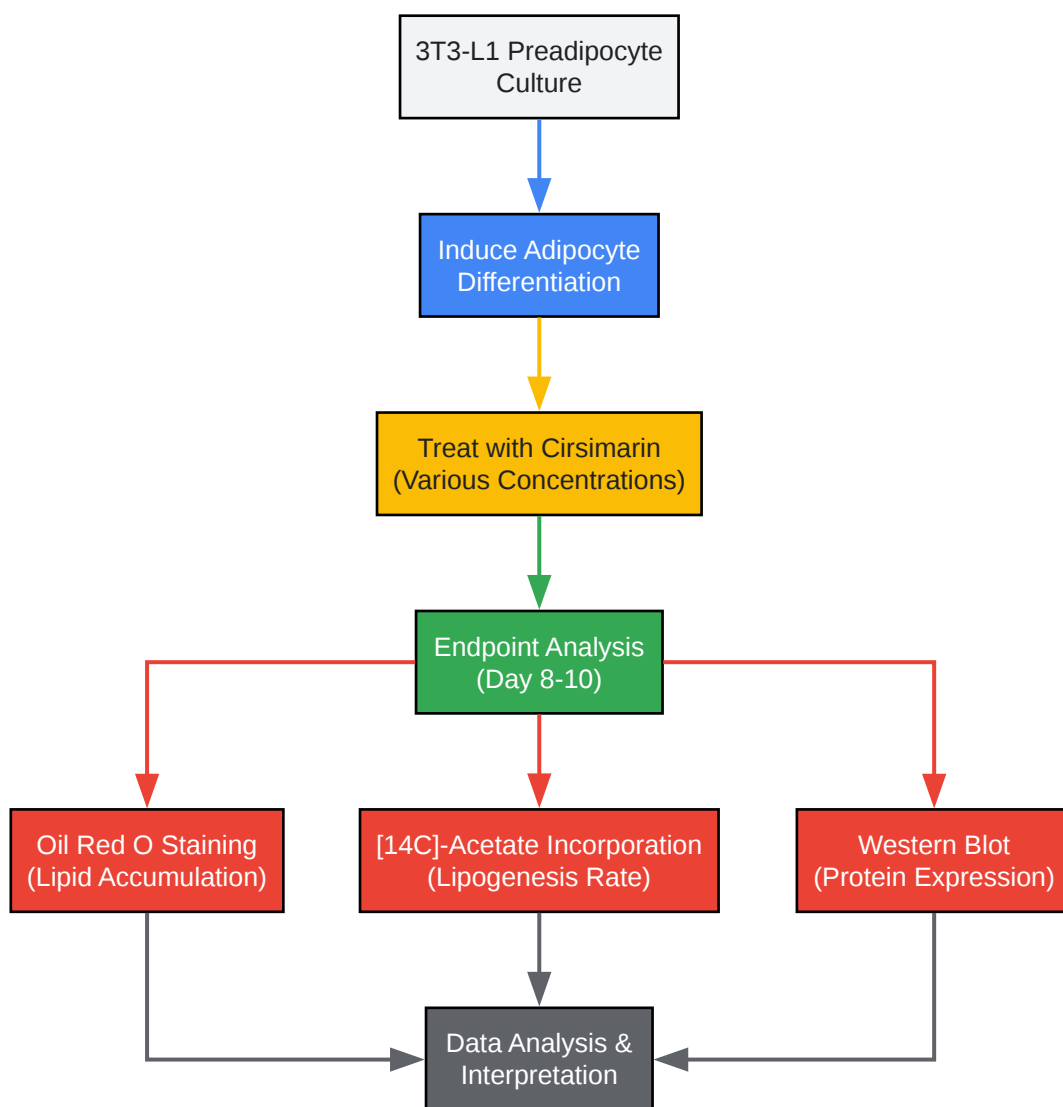 3T3-L1 Preadipocyte
Culture
Induce Adipocyte
Differentiation
Treat with Cirsimarin
(Various Concentrations)
Endpoint Analysis
(Day 8-10)
Oil Red O Staining
(Lipid Accumulation)
[14C]-Acetate Incorporation
(Lipogenesis Rate)
Western Blot
(Protein Expression)
Data Analysis &
Interpretation